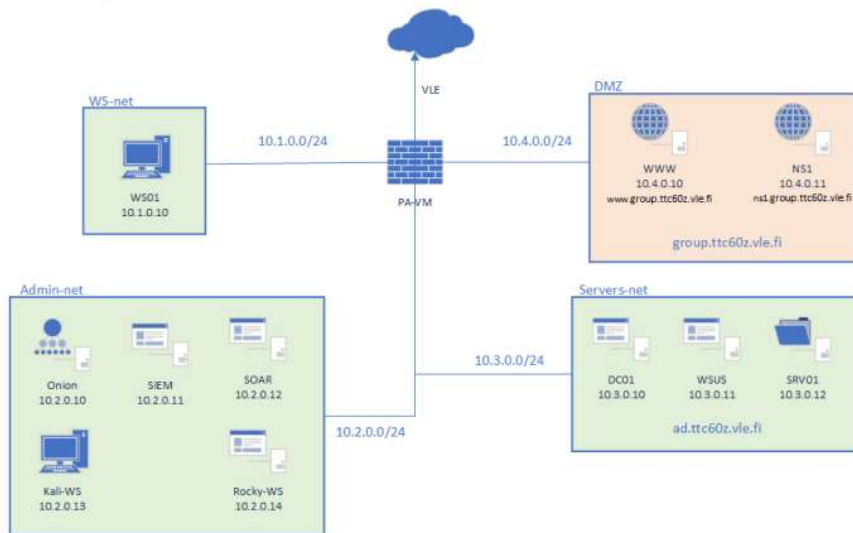 VLE
WS-net
10.1.0.0/24
WS01
10.1.0.10
PA-VM
10.4.0.0/24
DMZ
WWW
10.4.0.10
www.group.ttc60z.vle.fi
NS1
10.4.0.11
ns1.group.ttc60z.vle.fi
group.ttc60z.vle.fi
Admin-net
Onion
10.2.0.10
SIEM
10.2.0.11
SOAR
10.2.0.12
Kali-WS
10.2.0.13
Rocky-WS
10.2.0.14
10.2.0.0/24
10.3.0.0/24
Servers-net
DC01
10.3.0.10
WSUS
10.3.0.11
SRV01
10.3.0.12
ad.ttc60z.vle.fi